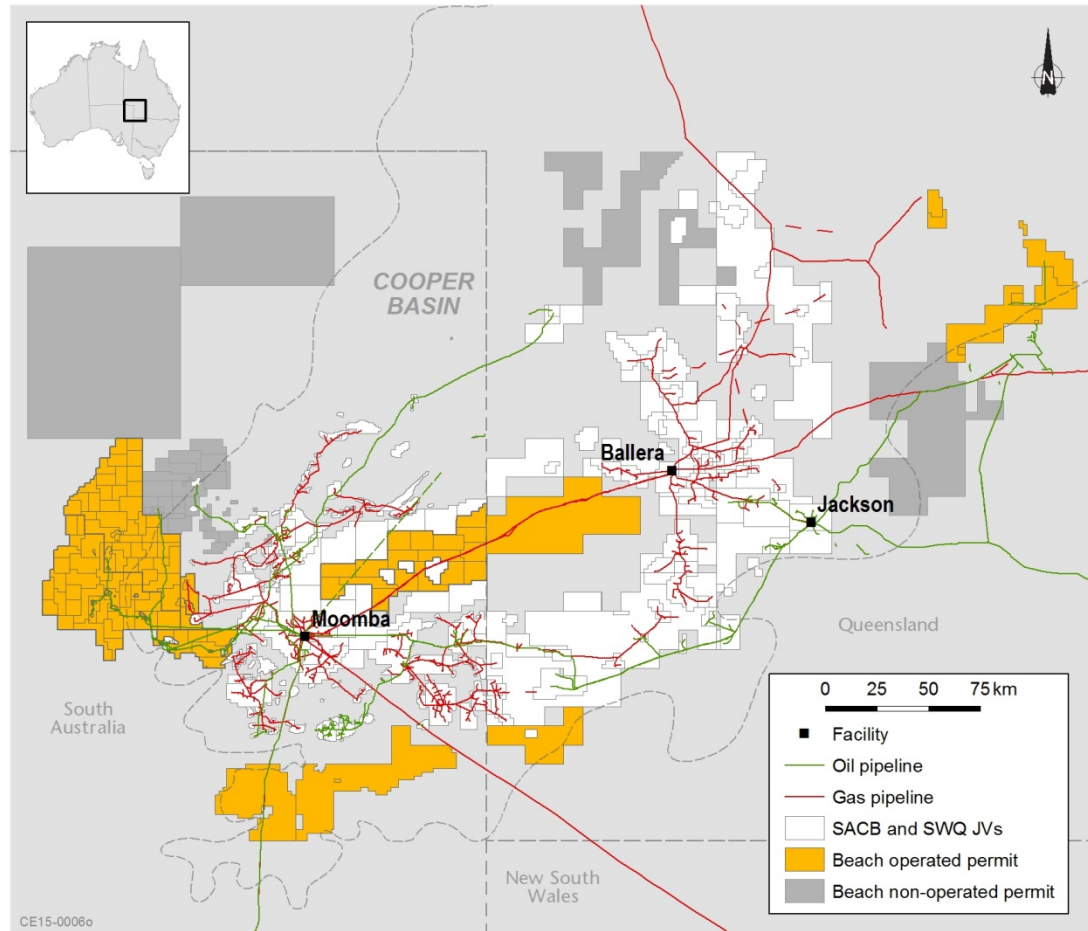 N
COOPER
BASIN
Ballera
Jackson
Moomba
Queensland
South
Australia
New South
Wales
0 25 50 75 km
Facility
Oil pipeline
Gas pipeline
SACB and SWQ JVs
Beach operated permit
Beach non-operated permit
CE15-0006o